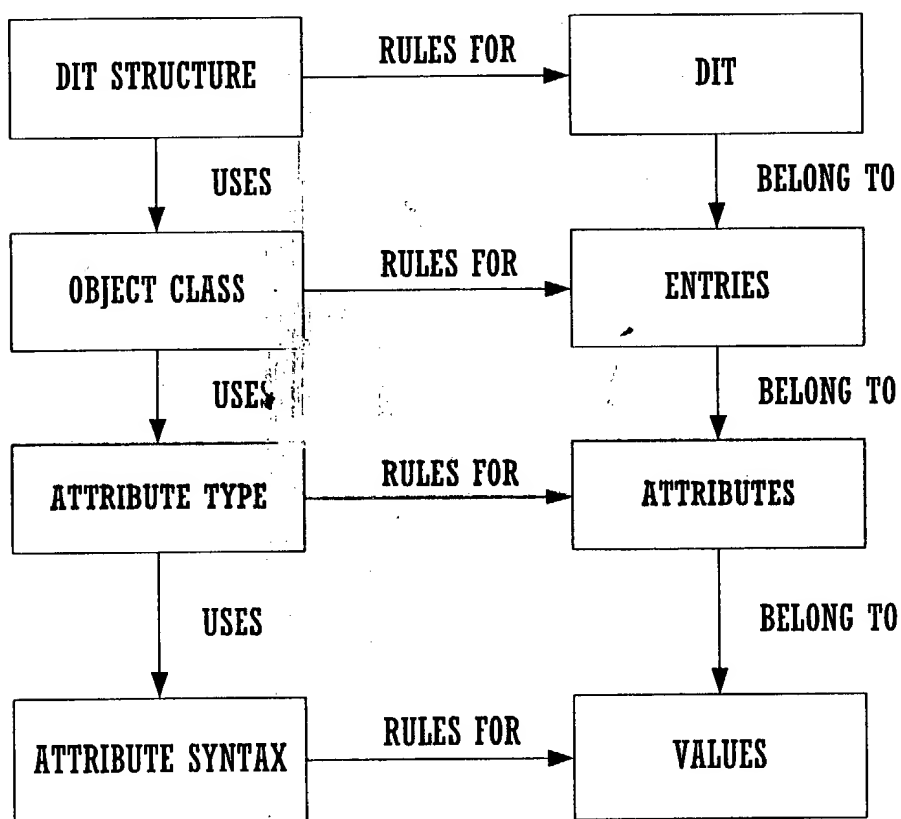 DIT STRUCTURE RULES FOR DIT
USES BELONG TO
OBJECT CLASS RULES FOR ENTRIES
USES BELONG TO
ATTRIBUTE TYPE RULES FOR ATTRIBUTES
USES BELONG TO
ATTRIBUTE SYNTAX RULES FOR VALUES